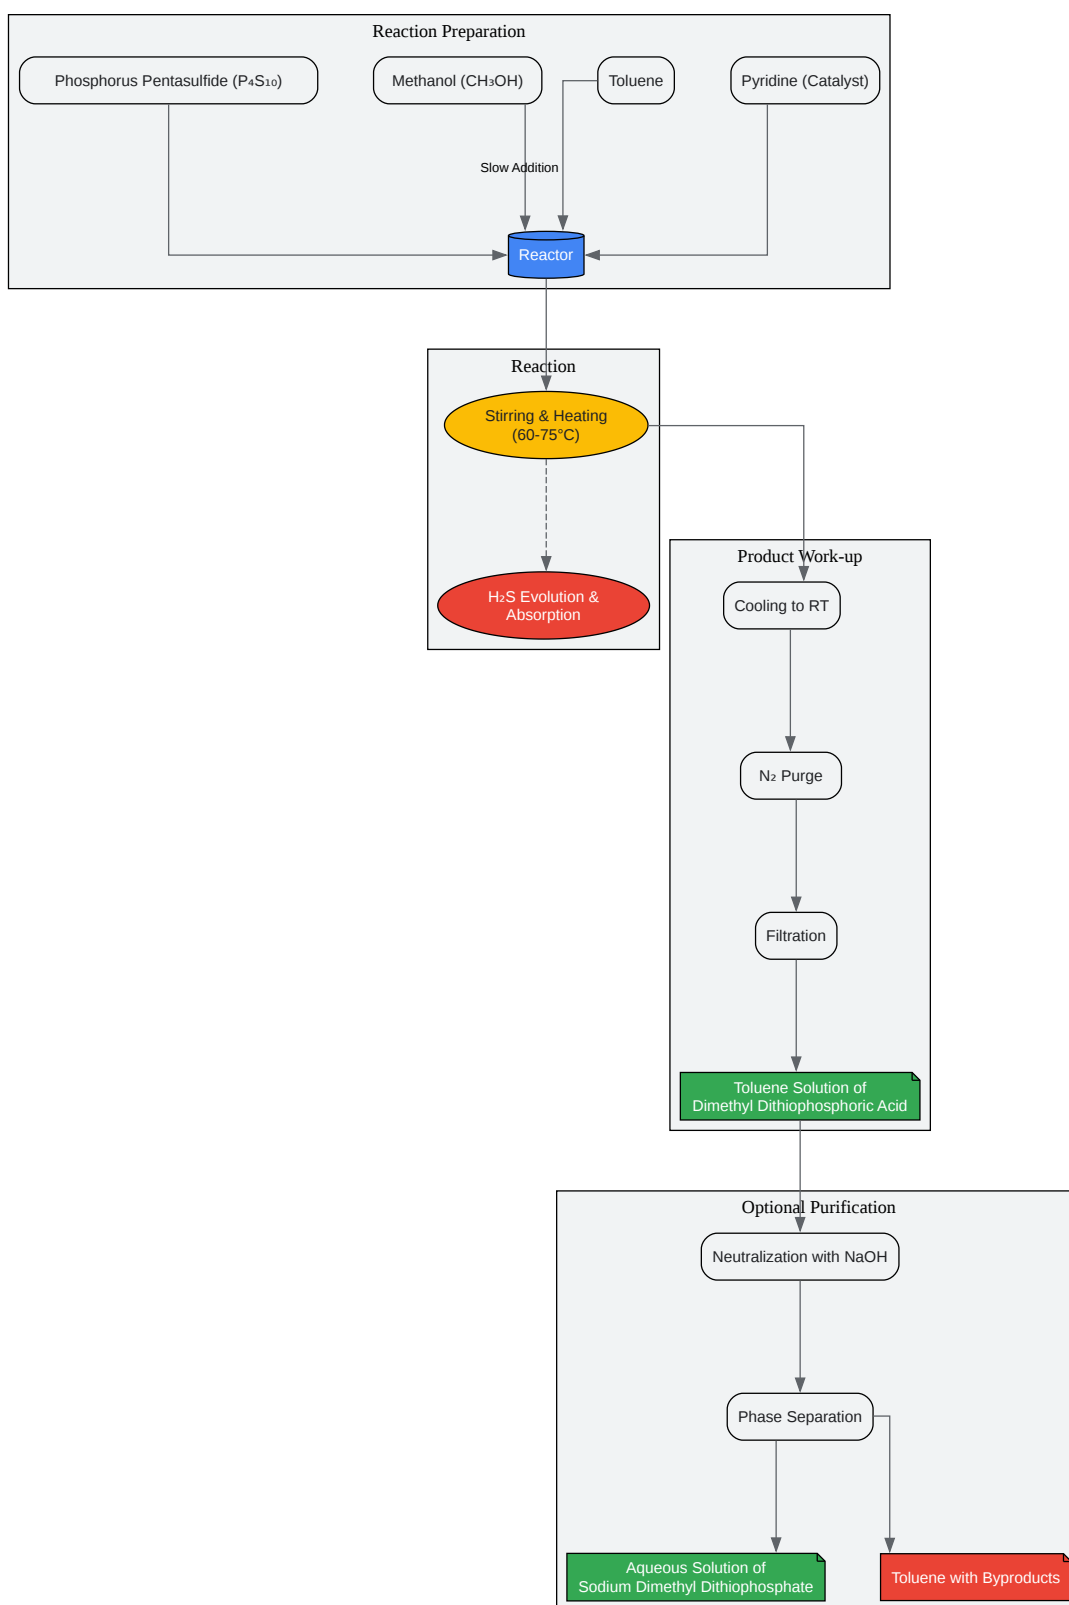 Reaction Preparation
Phosphorus Pentasulfide (P₄S₁₀)
Methanol (CH₃OH)
Toluene
Pyridine (Catalyst)
Slow Addition
Reactor
Reaction
Stirring & Heating
(60-75°C)
H₂S Evolution &
Absorption
Product Work-up
Cooling to RT
N₂ Purge
Filtration
Toluene Solution of
Dimethyl Dithiophosphoric Acid
Optional Purification
Neutralization with NaOH
Phase Separation
Aqueous Solution of
Sodium Dimethyl Dithiophosphate
Toluene with Byproducts